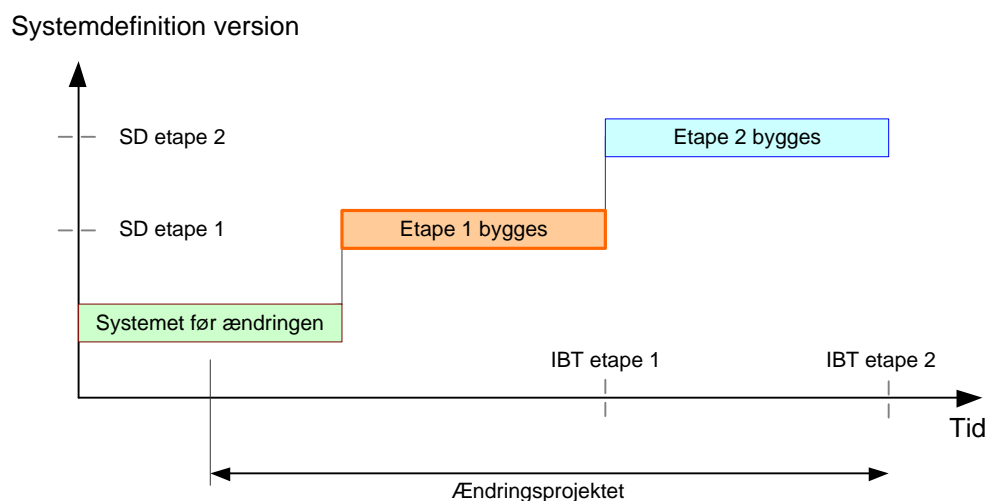 Systemdefinition version
SD etape 2
Etape 2 bygges
SD etape 1
Etape 1 bygges
Systemet før ændringen
IBT etape 1
IBT etape 2
Tid
Ændringsprojektet